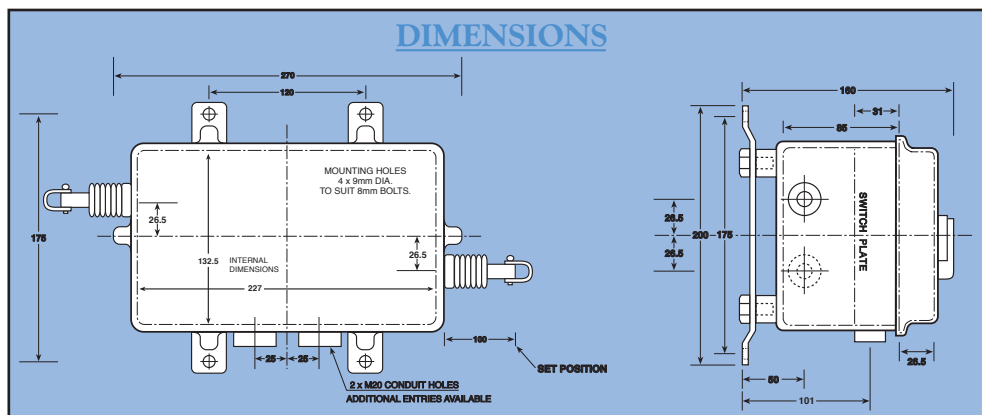 DIMENSIONS
270
120
175
MOUNTING HOLES
4 x 9mm DIA.
TO SUIT 8mm BOLTS.
26.5
26.5
132.5
INTERNAL
DIMENSIONS
227
25
25
100
SET POSITION
2 x M20 CONDUIT HOLES
ADDITIONAL ENTRIES AVAILABLE
160
31
85
26.5
200
175
26.5
SWITCH PLATE
26.5
50
101